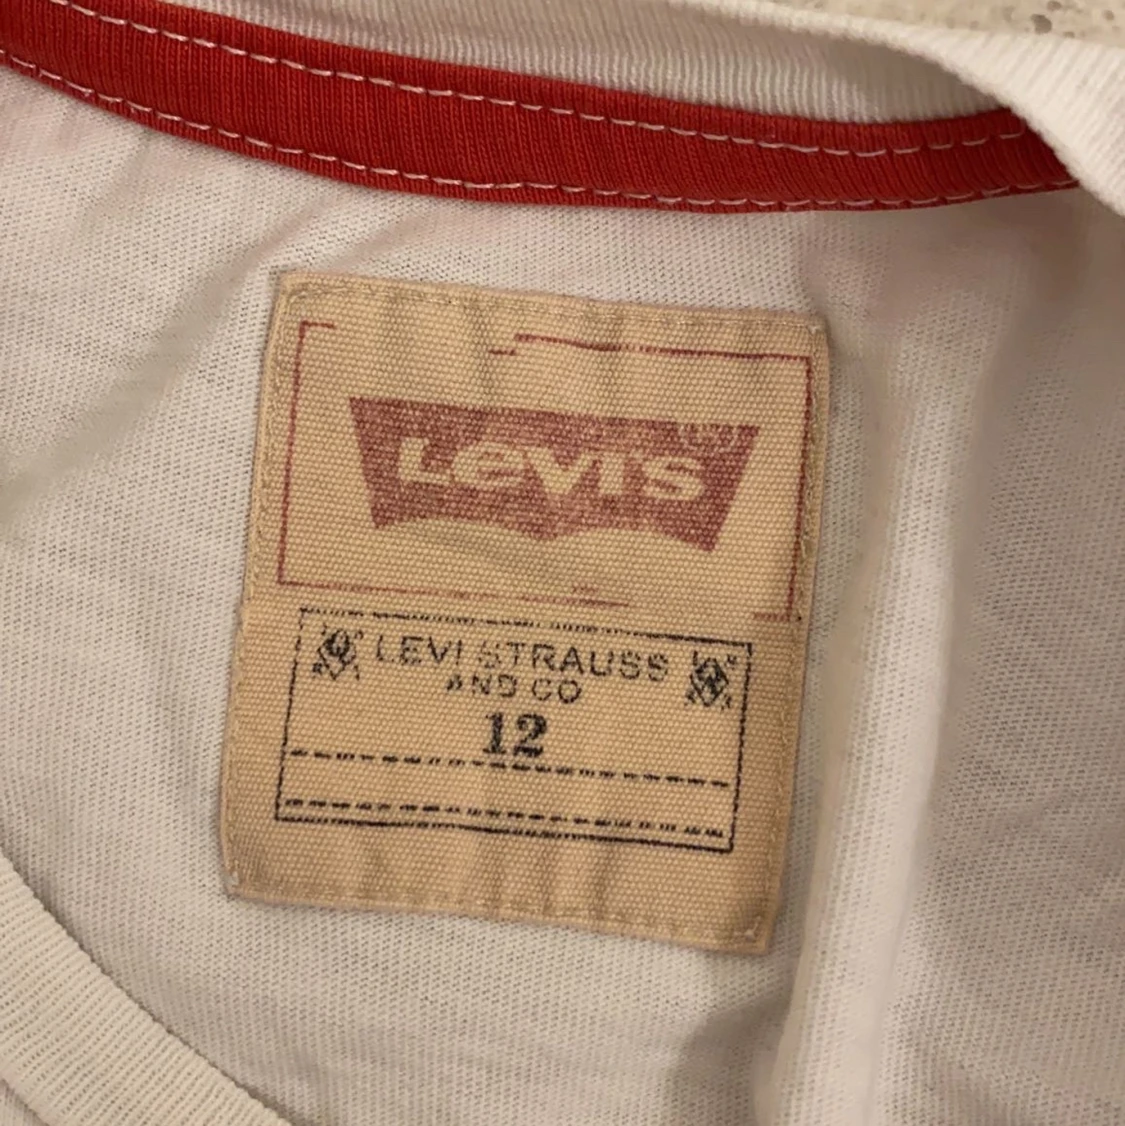 Levi's
LEVI STRAUSS
AND CO
12